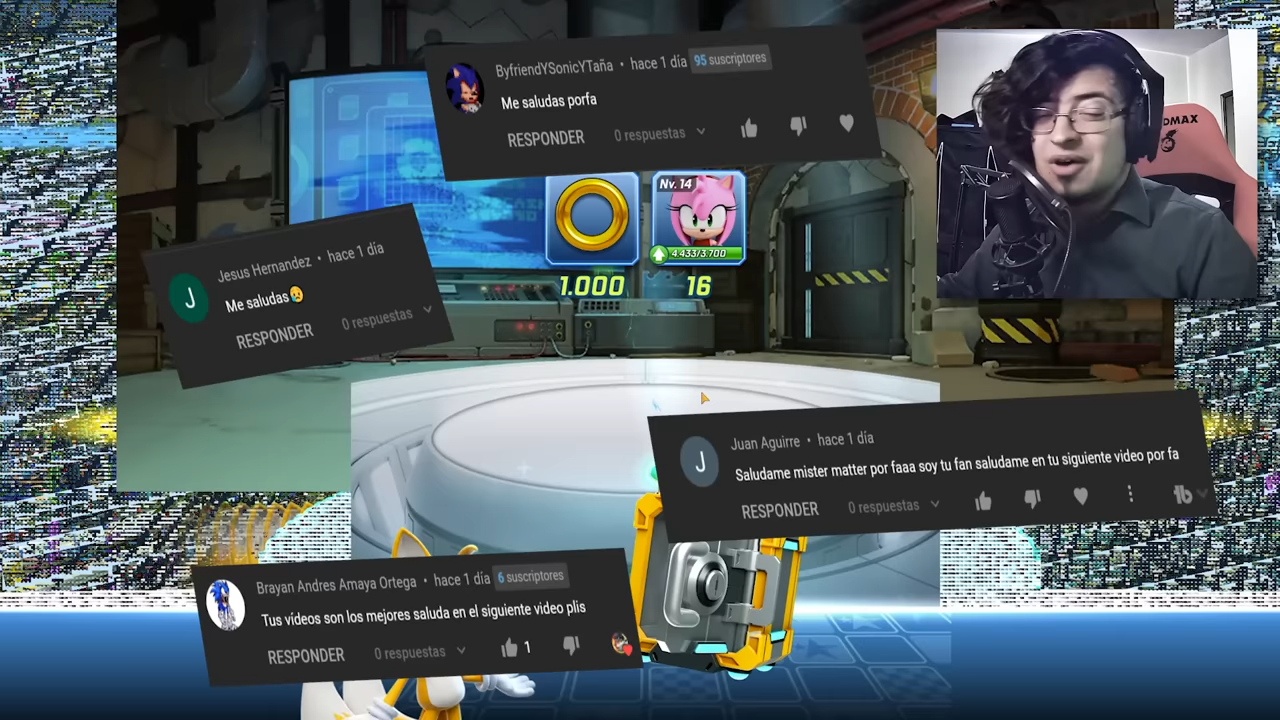 ByfriendYSonicYTaña • hace 1 día 95 suscriptores
Me saludas porfa
RESPONDER 0 respuestas
DMAX
Nv. 14
4.433/3.700
1.000 16
Jesus Hernandez • hace 1 día
J
Me saludas😥
RESPONDER 0 respuestas
Juan Aguirre • hace 1 día
J
Saludame mister matter por faaa soy tu fan saludame en tu siguiente video por fa
RESPONDER 0 respuestas
Brayan Andres Amaya Ortega • hace 1 día 6 suscriptores
Tus vídeos son los mejores saluda en el siguiente video plis
RESPONDER 0 respuestas 1